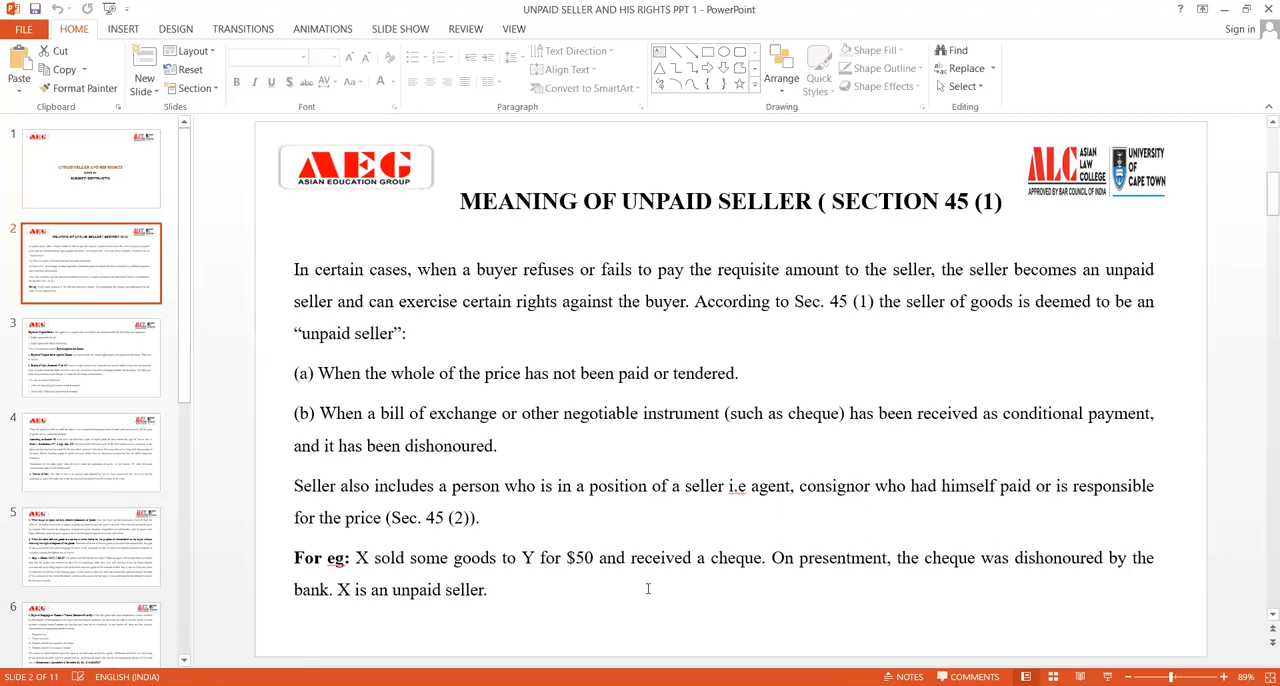 UNPAID SELLER AND HIS RIGHTS PPT 1 - PowerPoint
FILE HOME INSERT DESIGN TRANSITIONS ANIMATIONS SLIDE SHOW REVIEW VIEW Sign in
Cut Layout Text Direction Shape Fill Find
Paste Copy New Slide Reset Align Text Arrange Quick Styles Shape Outline Replace
Format Painter Section Convert to SmartArt Shape Effects Select
Clipboard Slides Font Paragraph Drawing Editing
AEG
ASIAN EDUCATION GROUP
ALC ASIAN LAW COLLEGE
APPROVED BY BAR COUNCIL OF INDIA
UNIVERSITY OF CAPE TOWN
MEANING OF UNPAID SELLER ( SECTION 45 (1)
In certain cases, when a buyer refuses or fails to pay the requisite amount to the seller, the seller becomes an unpaid
seller and can exercise certain rights against the buyer. According to Sec. 45 (1) the seller of goods is deemed to be an
“unpaid seller”:
(a) When the whole of the price has not been paid or tendered.
(b) When a bill of exchange or other negotiable instrument (such as cheque) has been received as conditional payment,
and it has been dishonoured.
Seller also includes a person who is in a position of a seller i.e agent, consignor who had himself paid or is responsible
for the price (Sec. 45 (2)).
For eg: X sold some goods to Y for $50 and received a cheque. On presentment, the cheque was dishonoured by the
bank. X is an unpaid seller.
1
2
3
4
5
6
SLIDE 2 OF 11 ENGLISH (INDIA) NOTES COMMENTS 89%